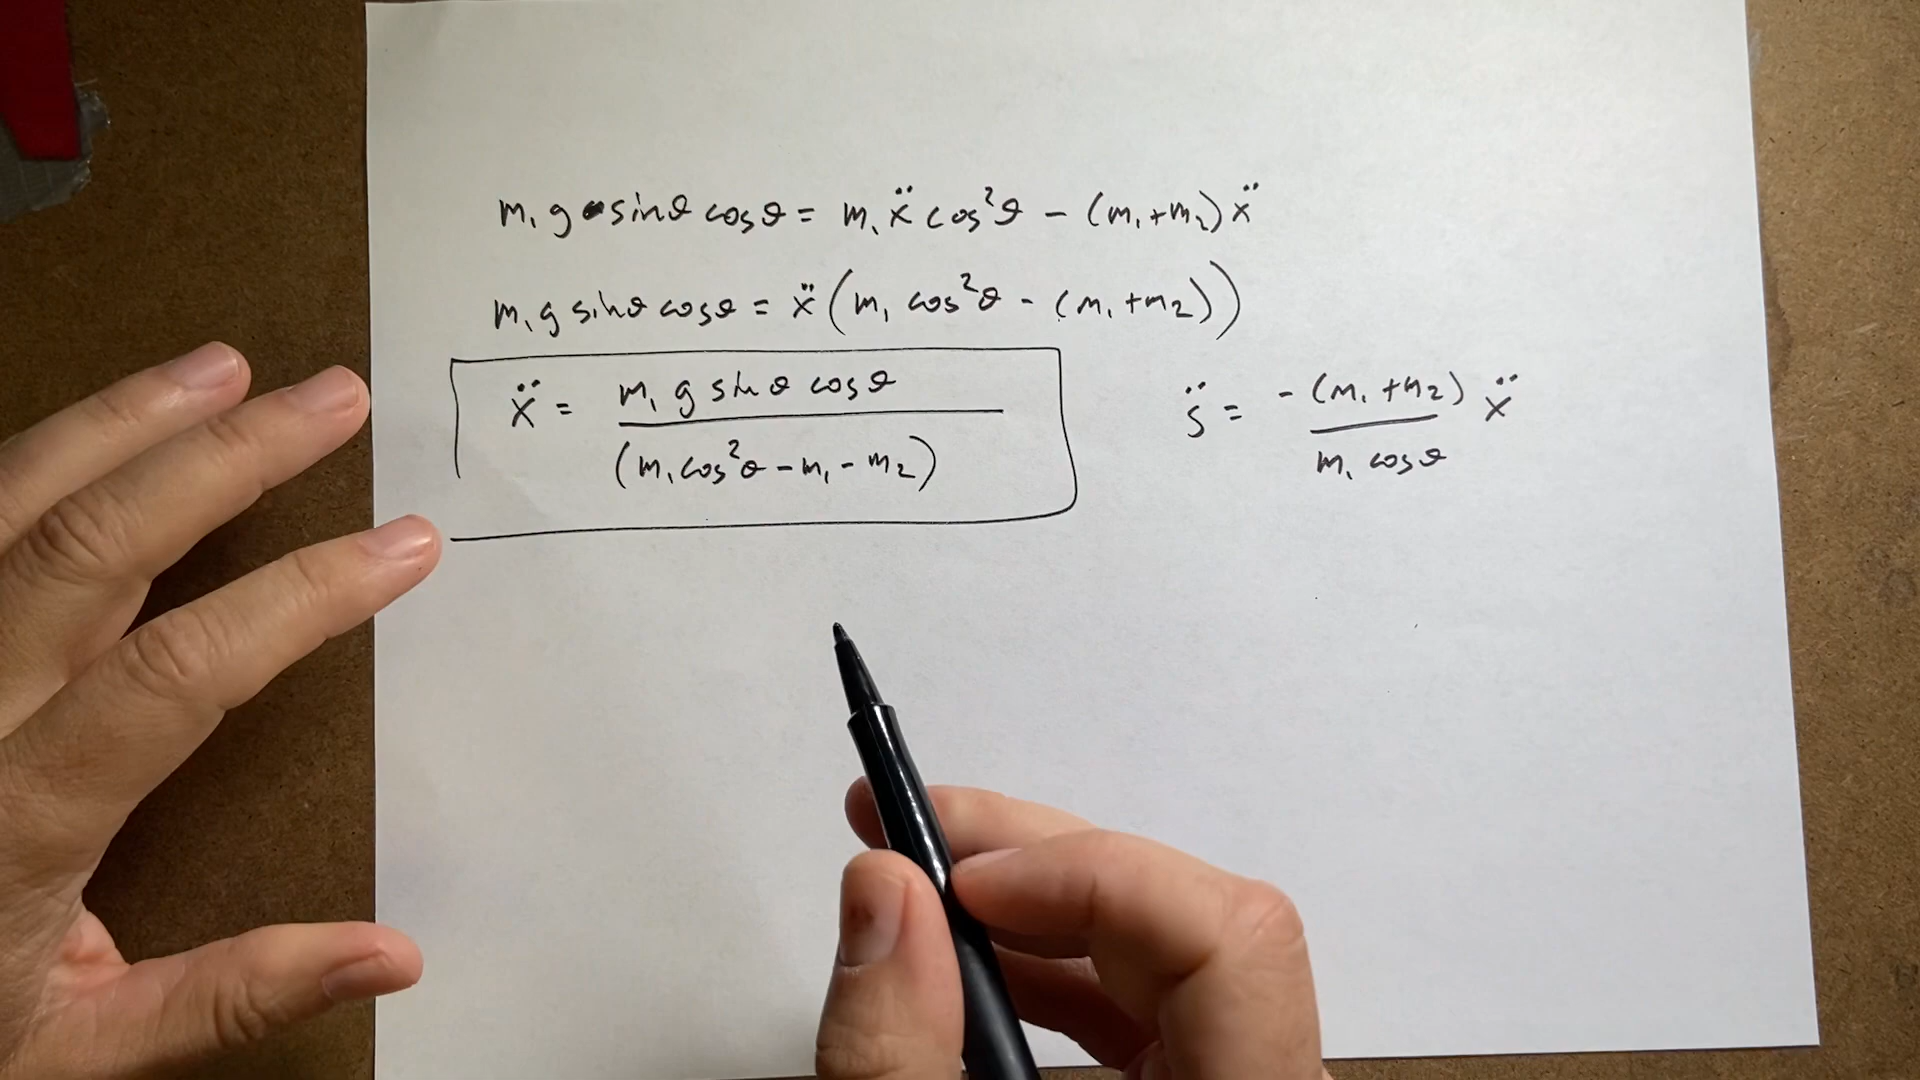 m₁ g sinθ cosθ = m₁ ẍ cos²θ - (m₁+m₂) ẍ
m₁ g sinθ cosθ = ẍ (m₁ cos²θ - (m₁+m₂))
ẍ = m₁ g sinθ cosθ / (m₁ cos²θ - m₁ - m₂)
s̈ = -(m₁+m₂) / m₁ cosθ ẍ